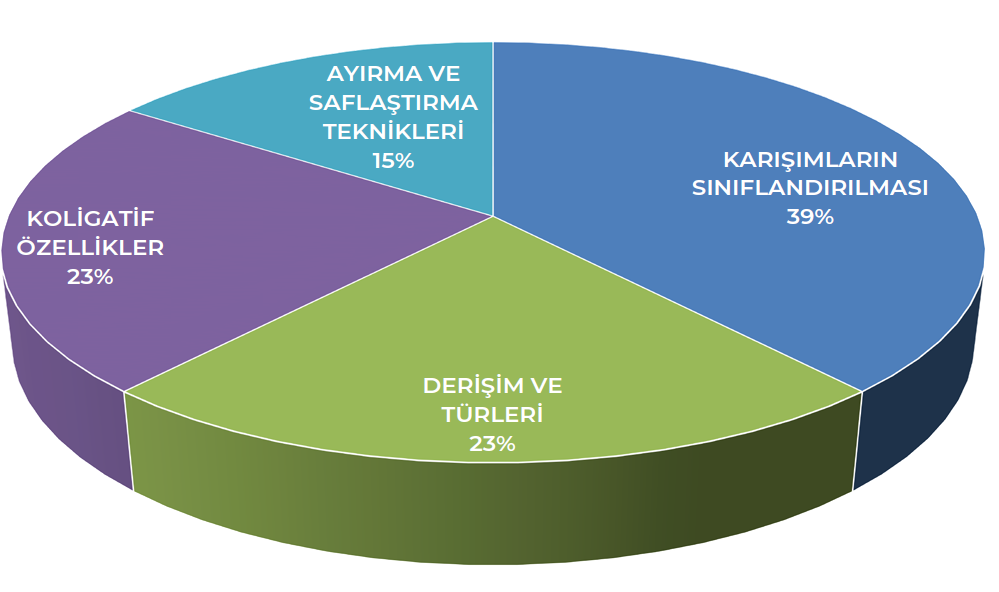 AYIRMA VE
SAFLAŞTIRMA
TEKNİKLERİ
15%
KARIŞIMLARIN
SINIFLANDIRILMASI
39%
KOLİGATİF
ÖZELLİKLER
23%
DERİŞİM VE
TÜRLERİ
23%